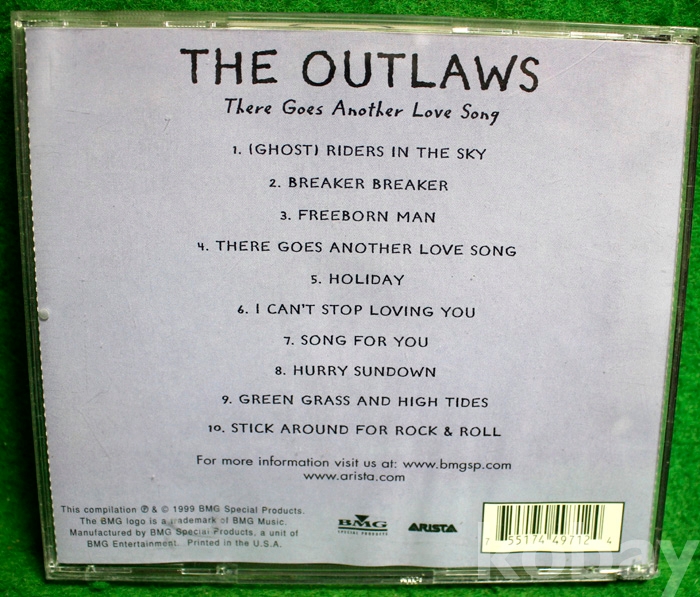 THE OUTLAWS
There Goes Another Love Song
1. (GHOST) RIDERS IN THE SKY
2. BREAKER BREAKER
3. FREEBORN MAN
4. THERE GOES ANOTHER LOVE SONG
5. HOLIDAY
6. I CAN'T STOP LOVING YOU
7. SONG FOR YOU
8. HURRY SUNDOWN
9. GREEN GRASS AND HIGH TIDES
10. STICK AROUND FOR ROCK & ROLL
For more information visit us at: www.bmgsp.com
www.arista.com
This compilation ℗ & © 1999 BMG Special Products.
The BMG logo is a trademark of BMG Music.
Manufactured by BMG Special Products, a unit of
BMG Entertainment. Printed in the U.S.A.
BMG
SPECIAL PRODUCTS
ARISTA
7 55174 49712 4
kobay